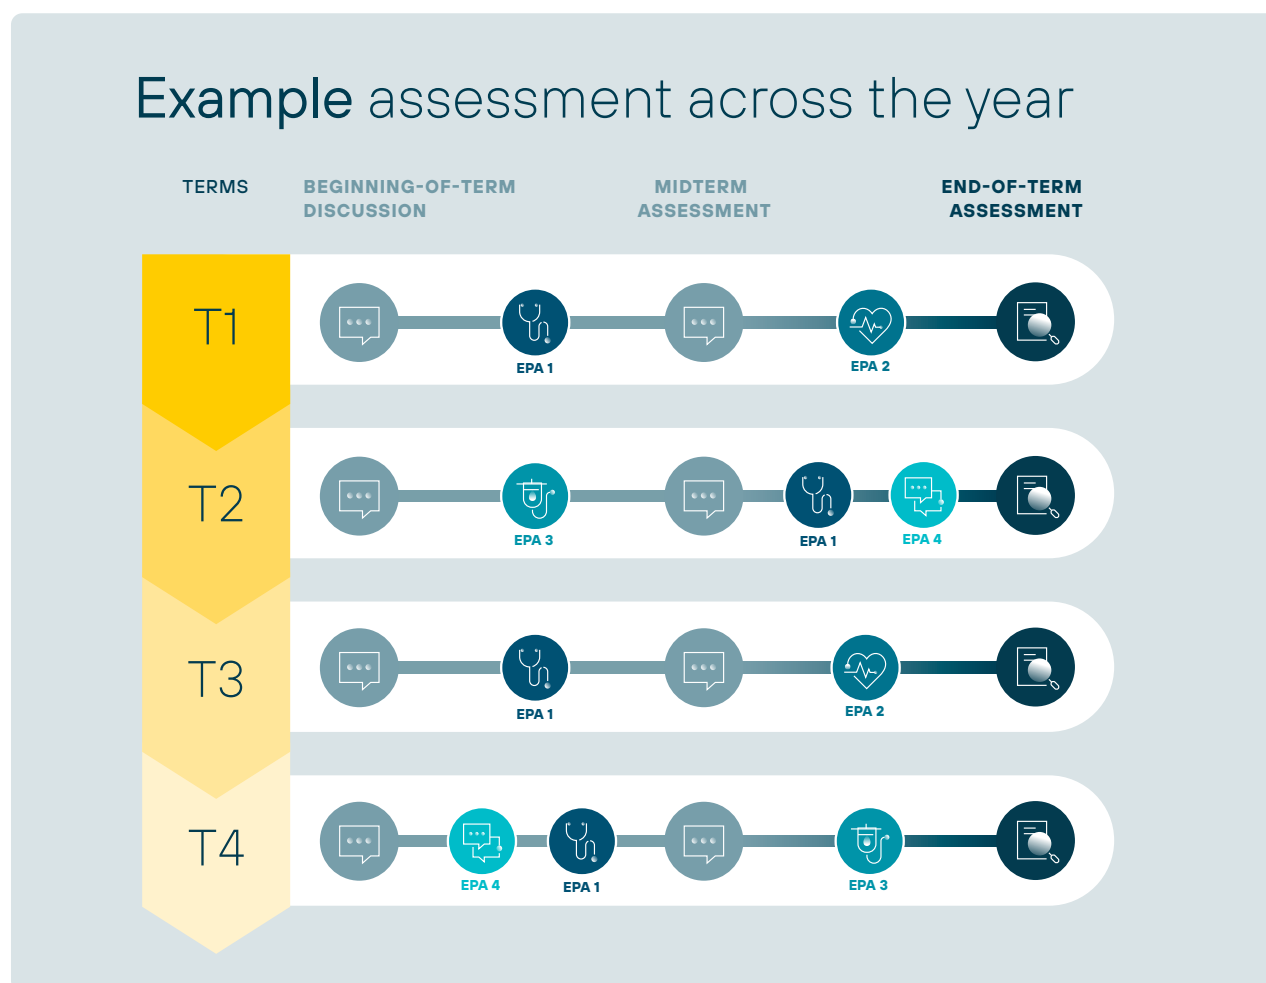 Example assessment across the year
TERMS
BEGINNING-OF-TERM
DISCUSSION
MIDTERM
ASSESSMENT
END-OF-TERM
ASSESSMENT
T1
EPA 1
EPA 2
T2
EPA 3
EPA 1
EPA 4
T3
EPA 1
EPA 2
T4
EPA 4
EPA 1
EPA 3